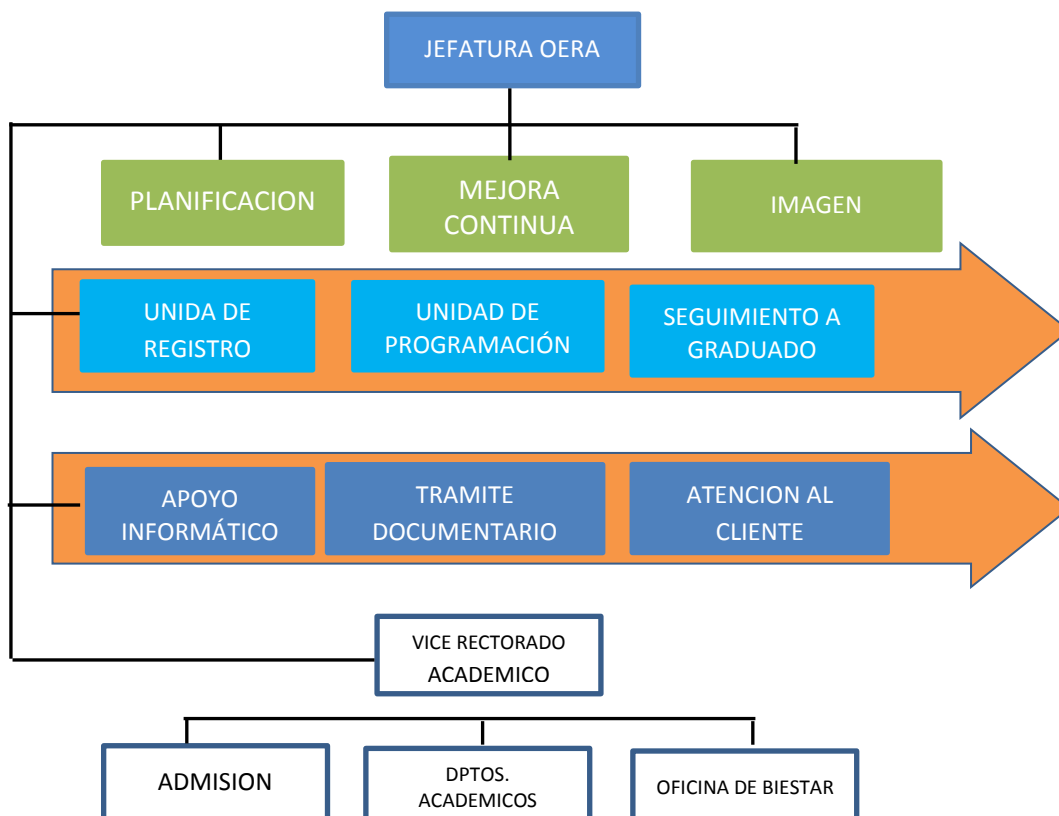 JEFATURA OERA
PLANIFICACION
MEJORA
CONTINUA
IMAGEN
UNIDA DE
REGISTRO
UNIDAD DE
PROGRAMACIÓN
SEGUIMIENTO A
GRADUADO
APOYO
INFORMÁTICO
TRAMITE
DOCUMENTARIO
ATENCION AL
CLIENTE
VICE RECTORADO
ACADEMICO
ADMISION
DPTOS.
ACADEMICOS
OFICINA DE BIESTAR